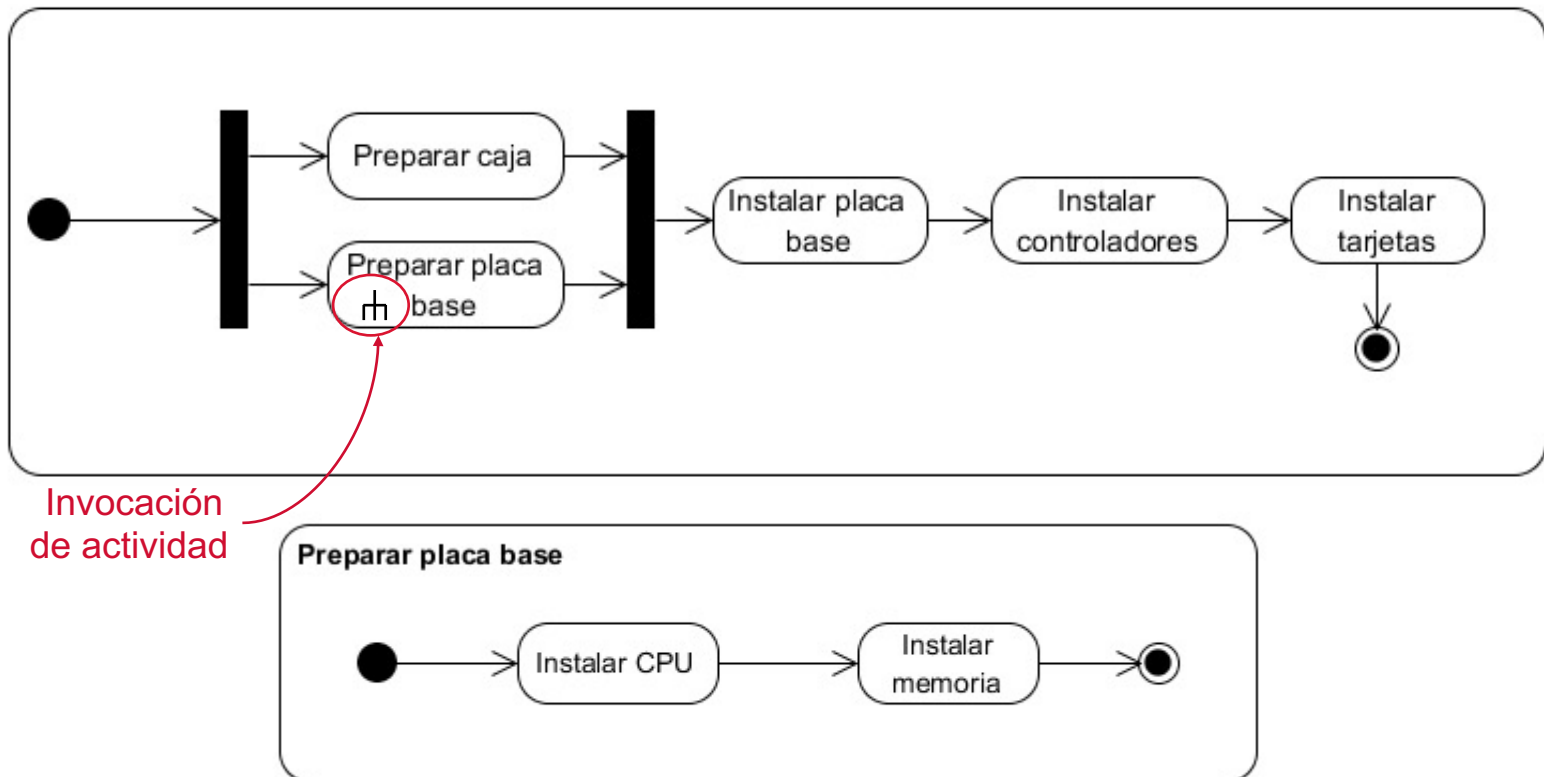 Preparar caja
Preparar placa
base
Instalar placa
base
Instalar
controladores
Instalar
tarjetas
Invocación
de actividad
Preparar placa base
Instalar CPU
Instalar
memoria